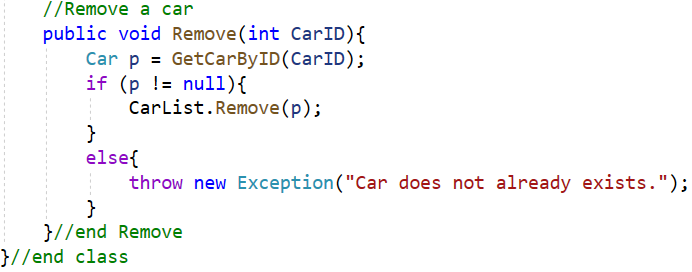 //Remove a car
public void Remove(int CarID){
Car p = GetCarByID(CarID);
if (p != null){
CarList.Remove(p);
}
else{
throw new Exception("Car does not already exists.");
}
}//end Remove
}//end class